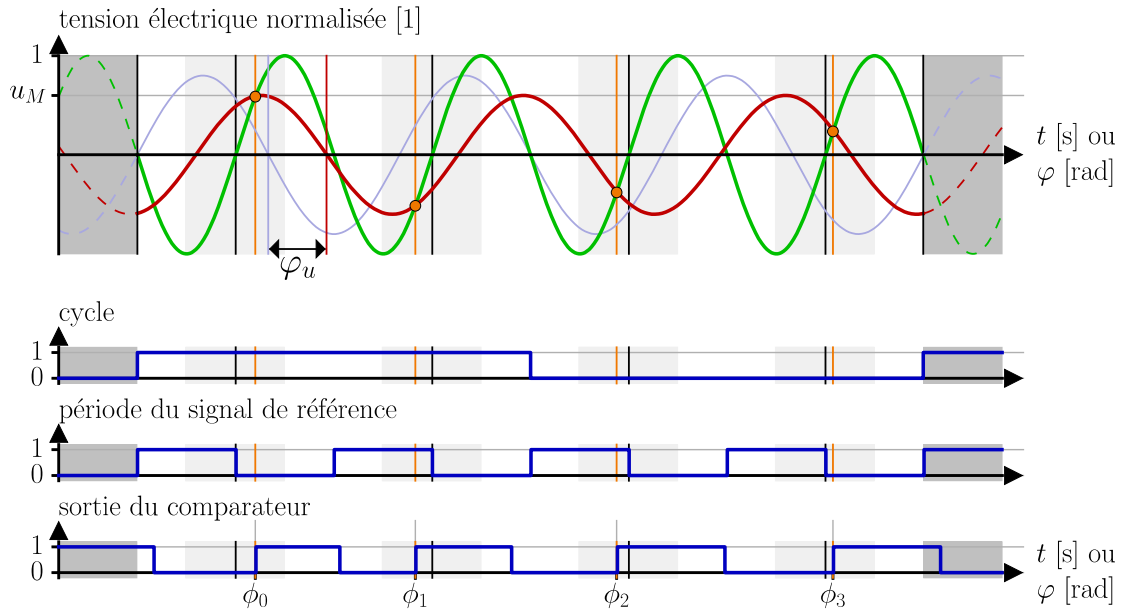 tension électrique normalisée [1]
1
u_M
t [s] ou
φ [rad]
φ_u
cycle
1
0
période du signal de référence
1
0
sortie du comparateur
1
0
t [s] ou
φ [rad]
ϕ_0 ϕ_1 ϕ_2 ϕ_3